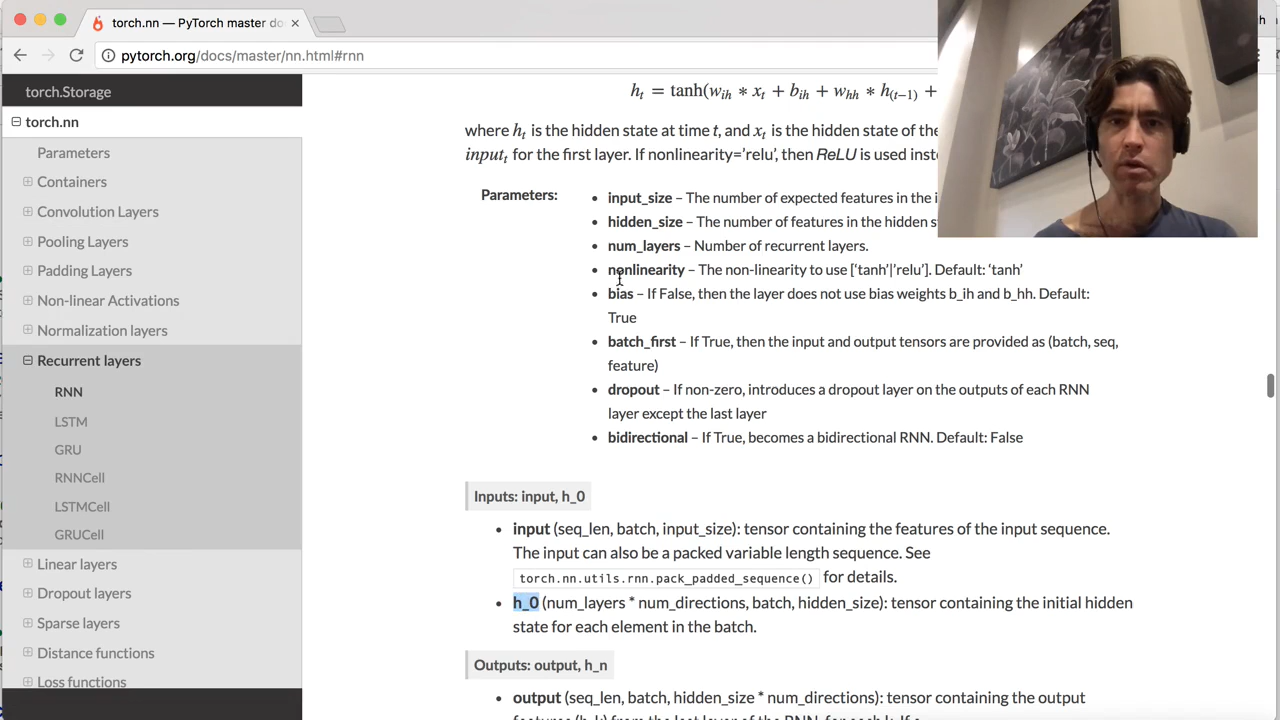 torch.nn — PyTorch master do
pytorch.org/docs/master/nn.html#rnn
torch.Storage
torch.nn
Parameters
Containers
Convolution Layers
Pooling Layers
Padding Layers
Non-linear Activations
Normalization layers
Recurrent layers
RNN
LSTM
GRU
RNNCell
LSTMCell
GRUCell
Linear layers
Dropout layers
Sparse layers
Distance functions
Loss functions
h_t = tanh(w_ih * x_t + b_ih + w_hh * h_(t−1) +
where h_t is the hidden state at time t, and x_t is the hidden state of the
input_t for the first layer. If nonlinearity='relu', then ReLU is used inste
Parameters:
• input_size – The number of expected features in the i
• hidden_size – The number of features in the hidden s
• num_layers – Number of recurrent layers.
• nonlinearity – The non-linearity to use ['tanh'|'relu']. Default: 'tanh'
• bias – If False, then the layer does not use bias weights b_ih and b_hh. Default:
True
• batch_first – If True, then the input and output tensors are provided as (batch, seq,
feature)
• dropout – If non-zero, introduces a dropout layer on the outputs of each RNN
layer except the last layer
• bidirectional – If True, becomes a bidirectional RNN. Default: False
Inputs: input, h_0
• input (seq_len, batch, input_size): tensor containing the features of the input sequence.
The input can also be a packed variable length sequence. See
torch.nn.utils.rnn.pack_padded_sequence() for details.
• h_0 (num_layers * num_directions, batch, hidden_size): tensor containing the initial hidden
state for each element in the batch.
Outputs: output, h_n
• output (seq_len, batch, hidden_size * num_directions): tensor containing the output